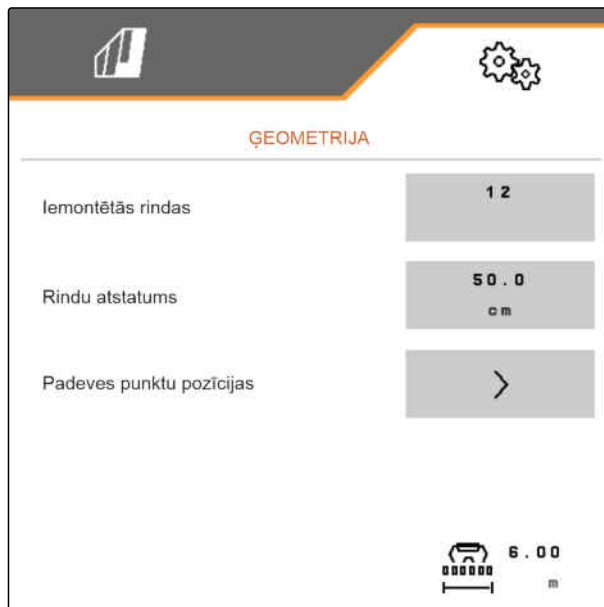 ĢEOMETRIJA
Iemontētās rindas
12
Rindu atstatums
50.0
cm
Padeves punktu pozīcijas
6.00
m